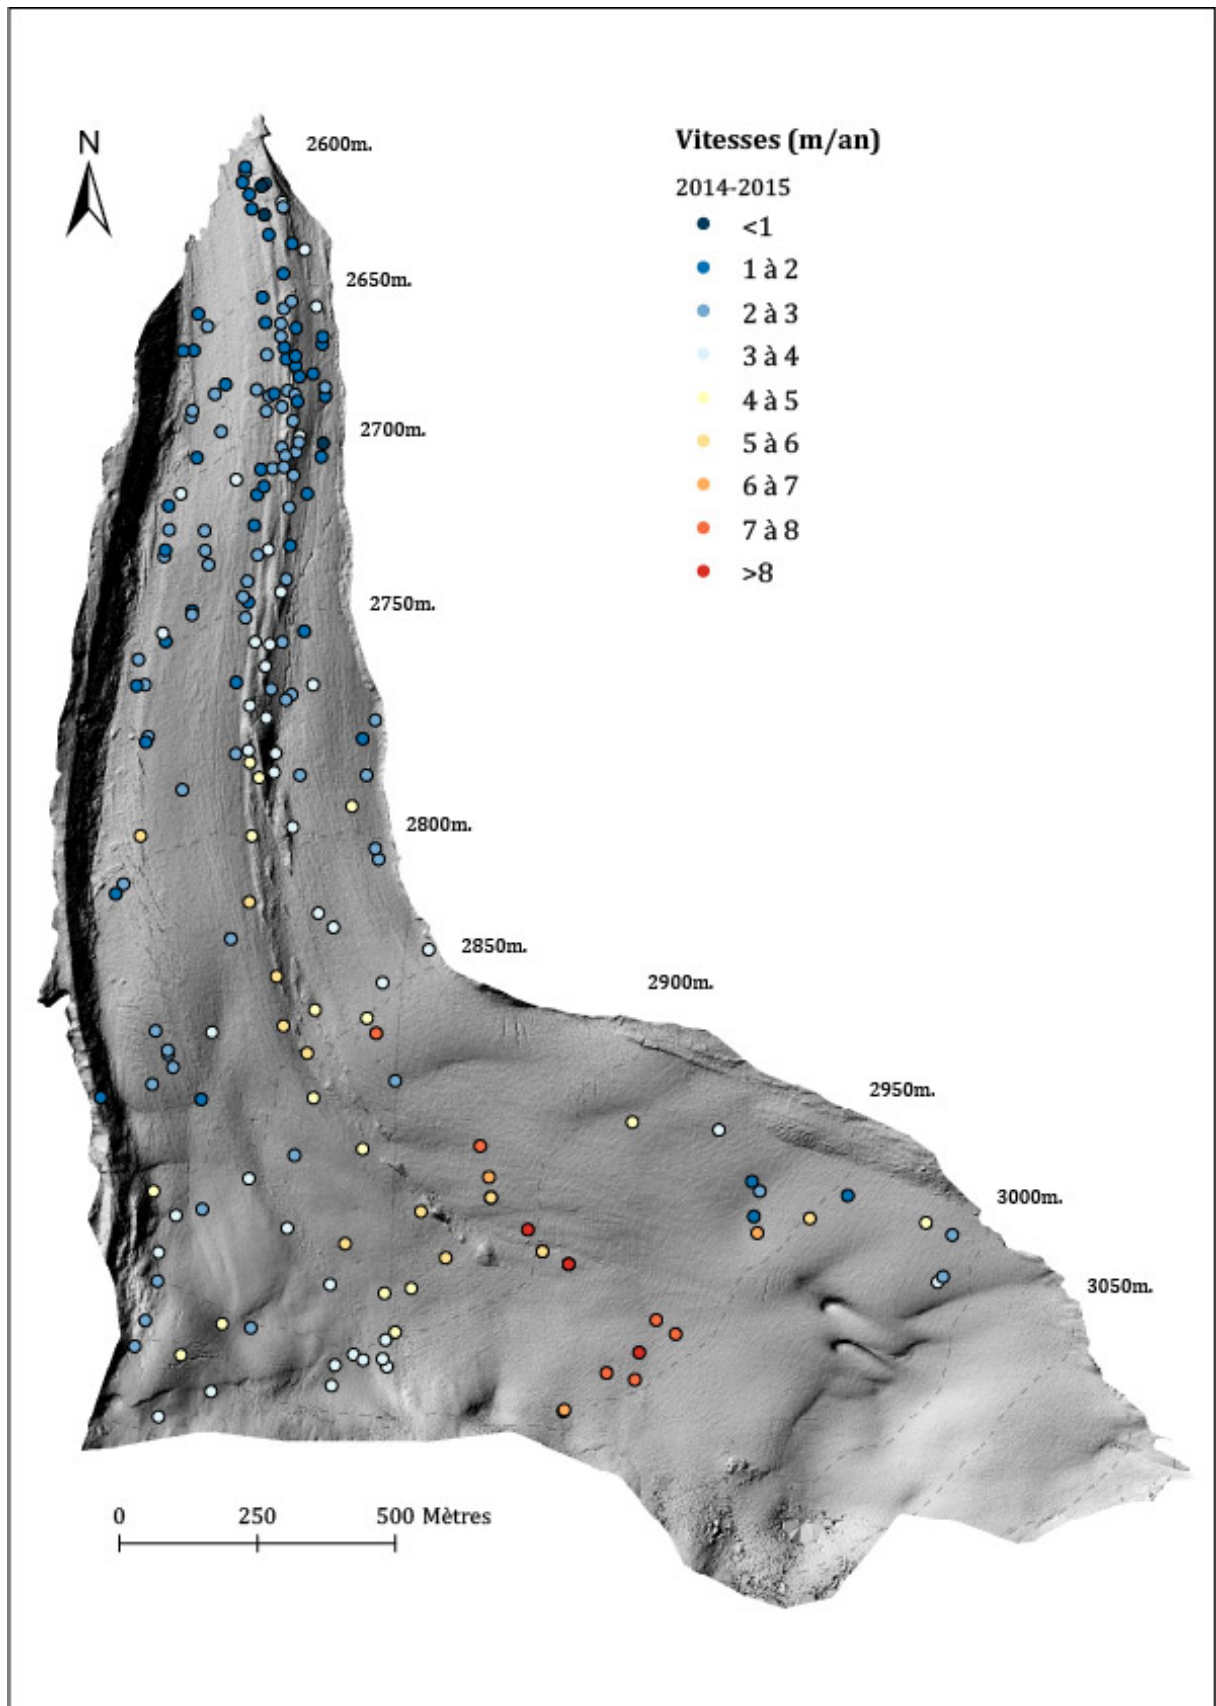 N
2600m.
Vitesses (m/an)
2014-2015
<1
1 à 2
2 à 3
3 à 4
4 à 5
5 à 6
6 à 7
7 à 8
>8
2650m.
2700m.
2750m.
2800m.
2850m.
2900m.
2950m.
3000m.
3050m.
0 250 500 Mètres